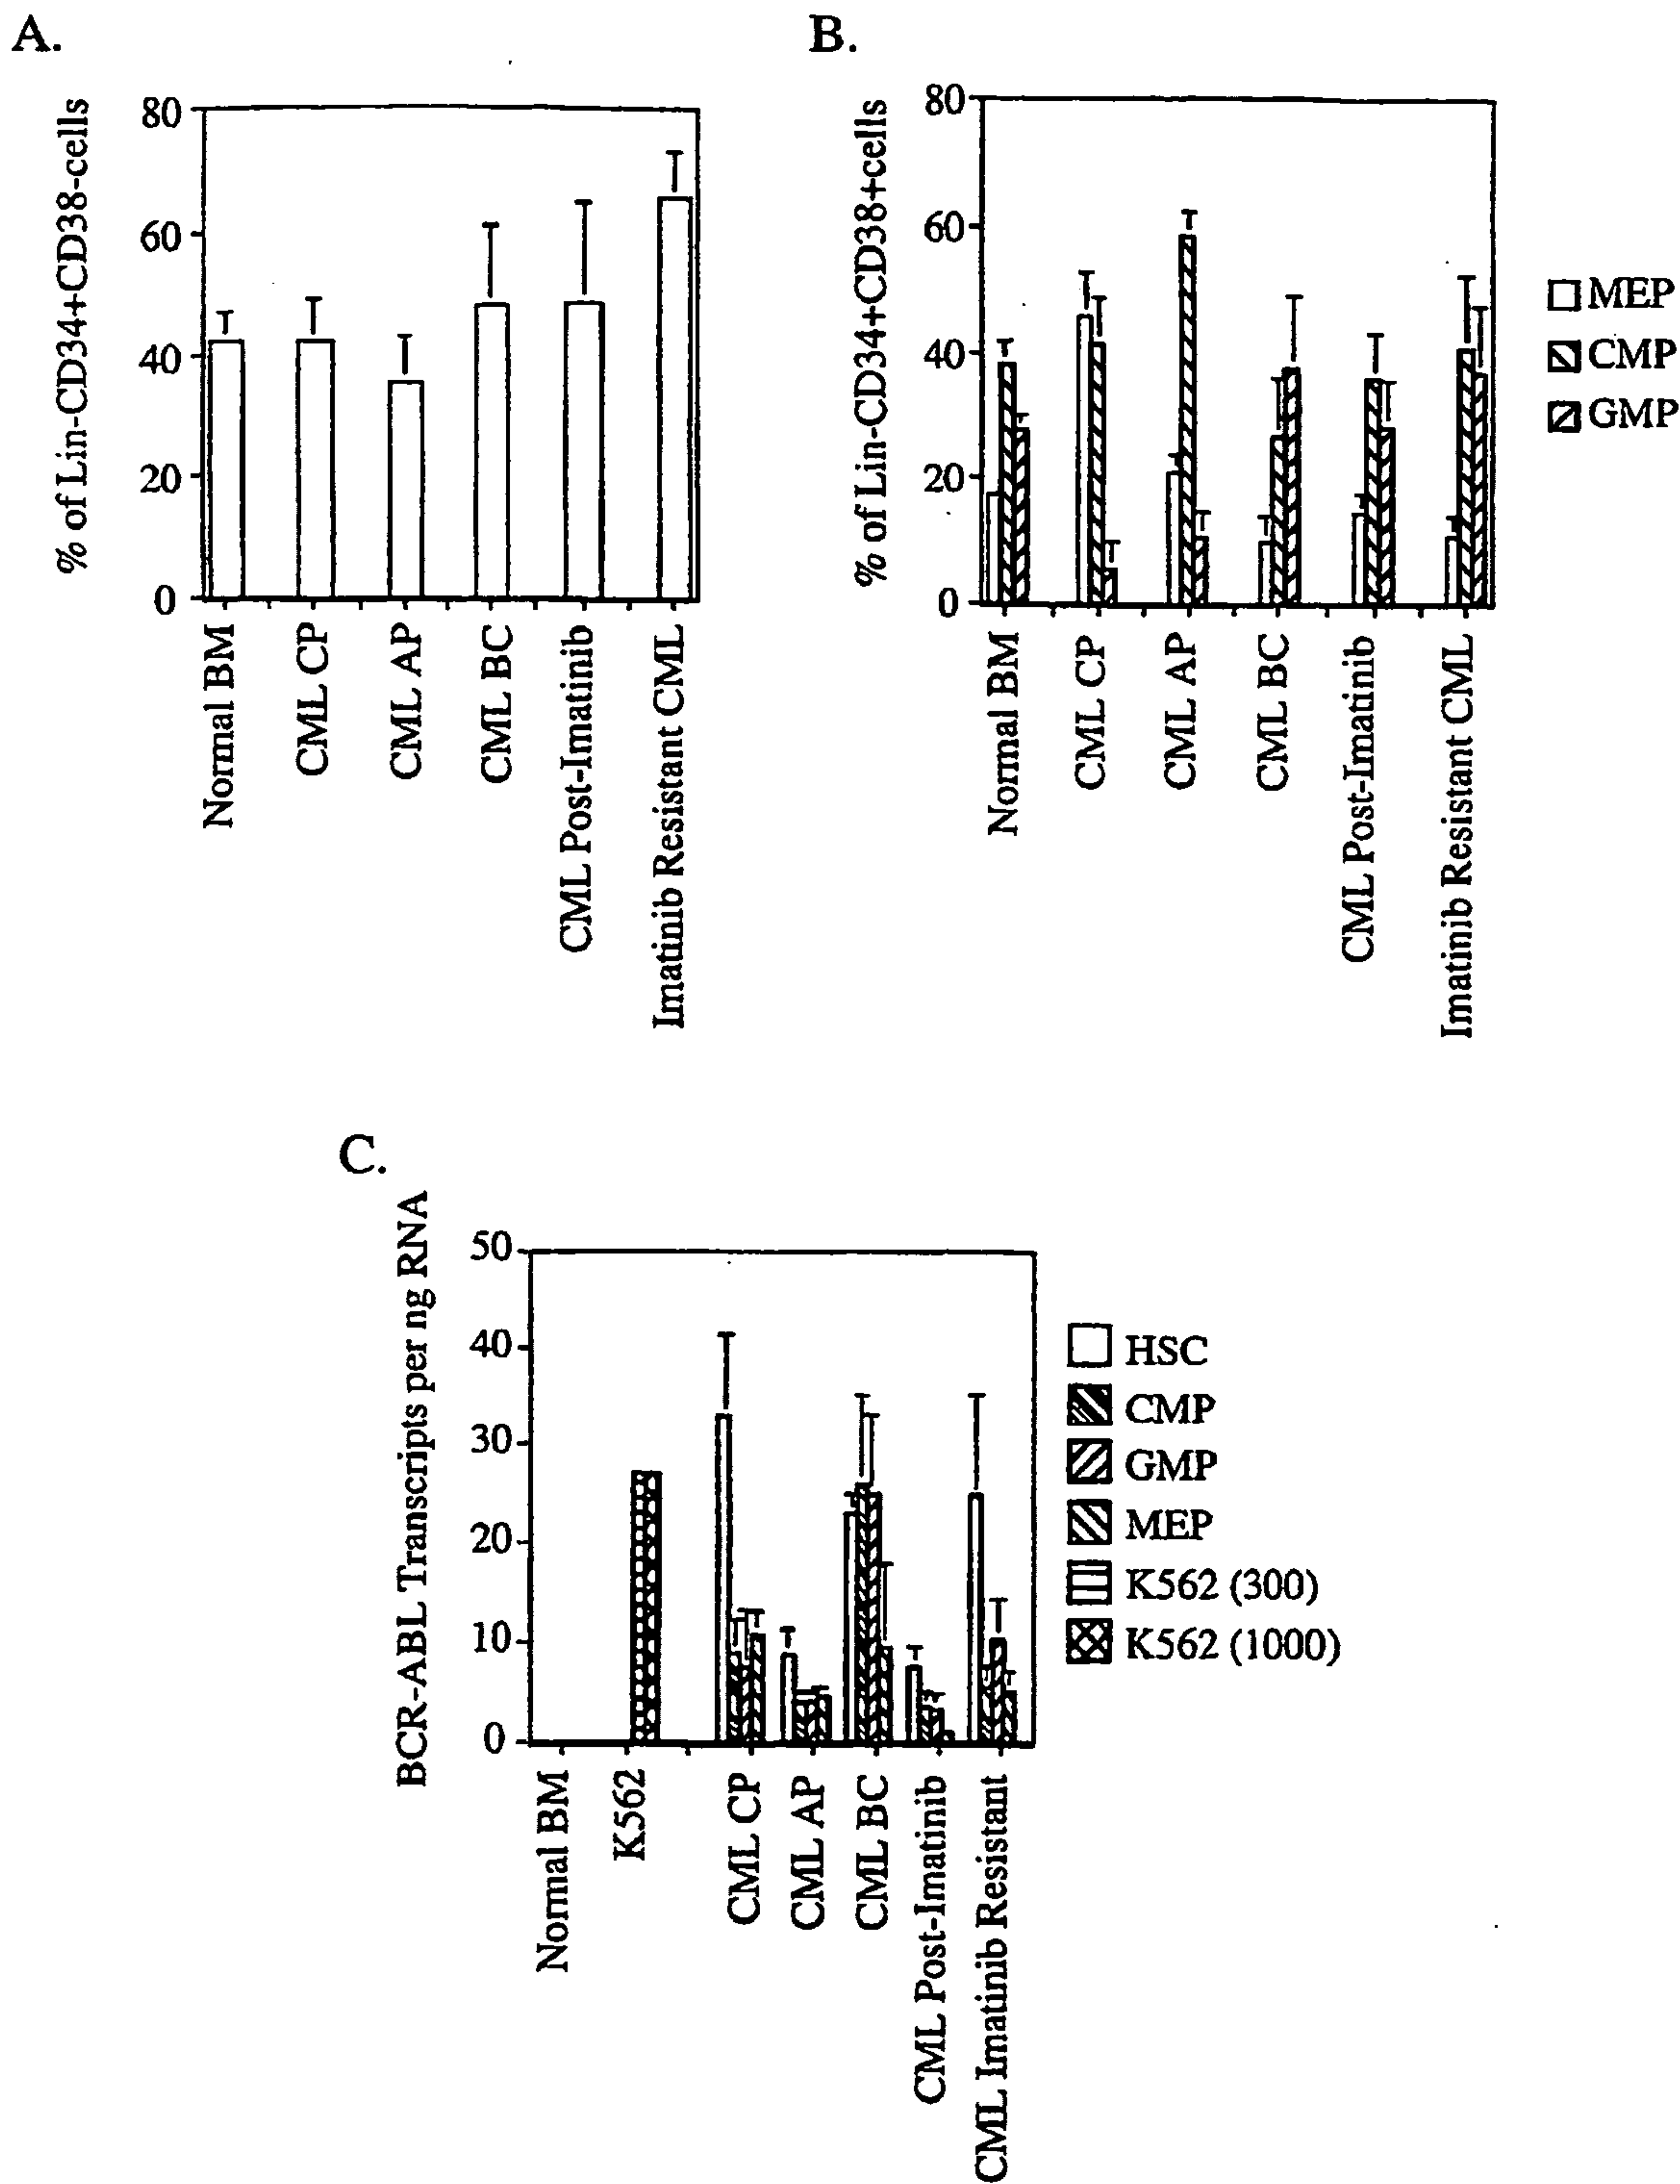 A.
% of Lin-CD34+CD38-cells
80
60
40
20
0
Normal BM
CML CP
CML AP
CML BC
CML Post-Imatinib
Imatinib Resistant CML
B.
% of Lin-CD34+CD38+cells
80
60
40
20
0
Normal BM
CML CP
CML AP
CML BC
CML Post-Imatinib
Imatinib Resistant CML
MEP
CMP
GMP
C.
BCR-ABL Transcripts per ng RNA
50
40
30
20
10
0
Normal BM
K562
CML CP
CML AP
CML BC
CML Post-Imatinib
CML Imatinib Resistant
HSC
CMP
GMP
MEP
K562 (300)
K562 (1000)